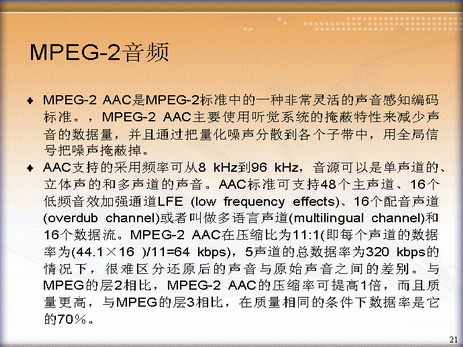 MPEG-2音频
♦ MPEG-2 AAC是MPEG-2标准中的一种非常灵活的声音感知编码
标准。，MPEG-2 AAC主要使用听觉系统的掩蔽特性来减少声
音的数据量，并且通过把量化噪声分散到各个子带中，用全局信
号把噪声掩蔽掉。
♦ AAC支持的采用频率可从8 kHz到96 kHz，音源可以是单声道的、
立体声的和多声道的声音。AAC标准可支持48个主声道、16个
低频音效加强通道LFE (low frequency effects)、16个配音声道
(overdub channel)或者叫做多语言声道(multilingual channel)和
16个数据流。MPEG-2 AAC在压缩比为11:1(即每个声道的数据
率为(44.1×16 )/11=64 kbps)，5声道的总数据率为320 kbps的
情况下，很难区分还原后的声音与原始声音之间的差别。与
MPEG的层2相比，MPEG-2 AAC的压缩率可提高1倍，而且质
量更高，与MPEG的层3相比，在质量相同的条件下数据率是它
的70％。
21